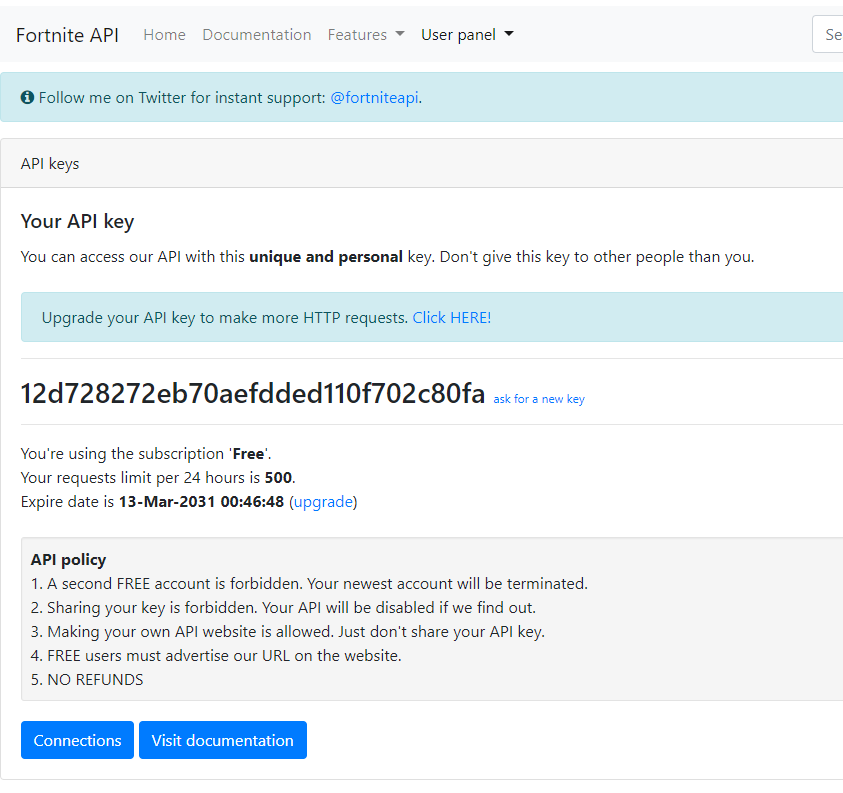 Fortnite API Home Documentation Features User panel Se
Follow me on Twitter for instant support: @fortniteapi.
API keys
Your API key
You can access our API with this unique and personal key. Don't give this key to other people than you.
Upgrade your API key to make more HTTP requests. Click HERE!
12d728272eb70aefdded110f702c80fa ask for a new key
You're using the subscription 'Free'.
Your requests limit per 24 hours is 500.
Expire date is 13-Mar-2031 00:46:48 (upgrade)
API policy
1. A second FREE account is forbidden. Your newest account will be terminated.
2. Sharing your key is forbidden. Your API will be disabled if we find out.
3. Making your own API website is allowed. Just don't share your API key.
4. FREE users must advertise our URL on the website.
5. NO REFUNDS
Connections Visit documentation